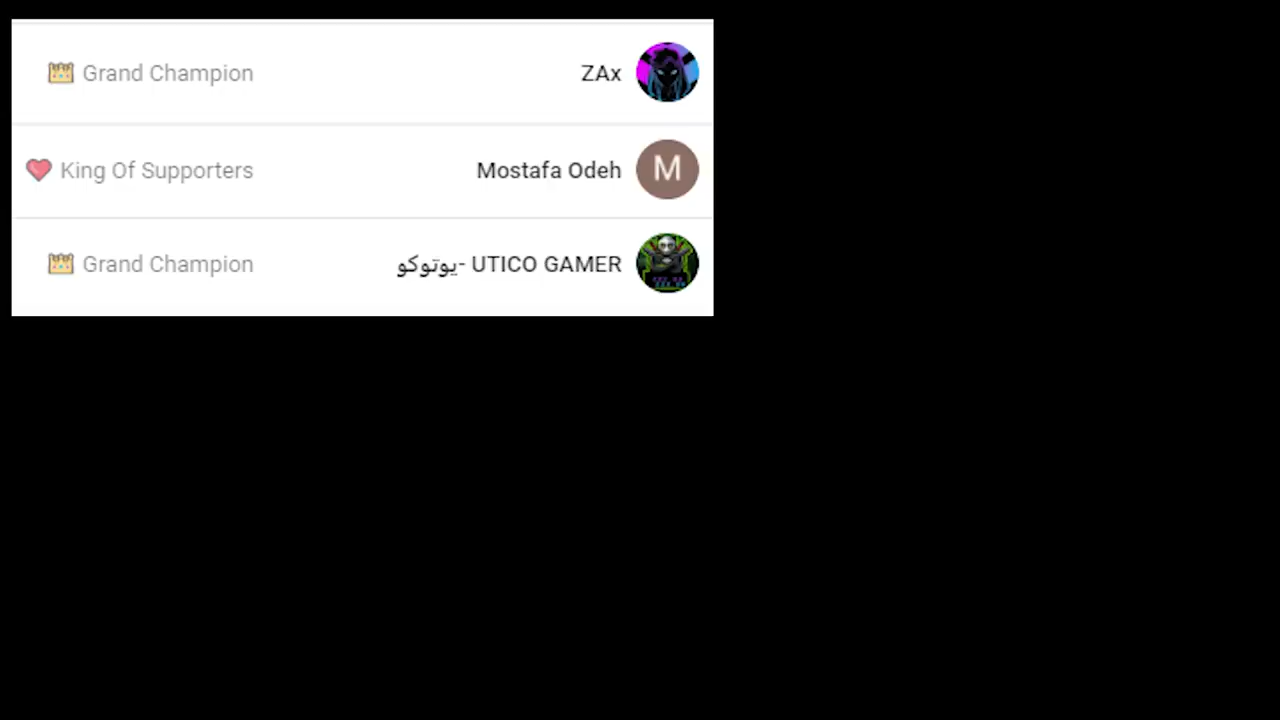 👑 Grand Champion ZAx
❤️ King Of Supporters Mostafa Odeh M
👑 Grand Champion يوتوكو- UTICO GAMER